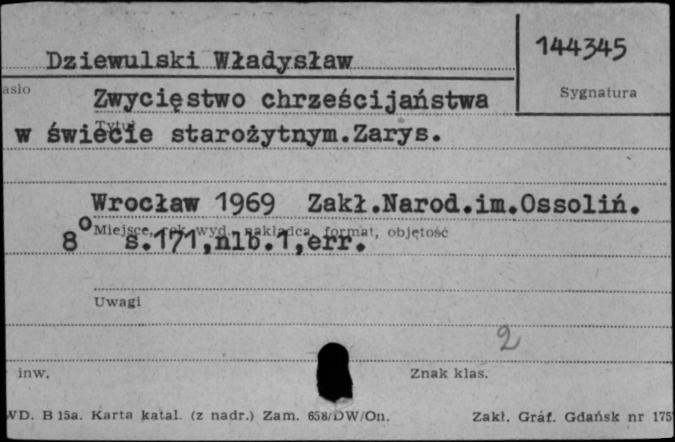 Dziewulski Władysław
144345
asło
Sygnatura
Zwycięstwo chrześcijaństwa
Tytuł
w świecie starożytnym.Zarys.
Wrocław 1969 Zakł.Narod.im.Ossoliń.
Miejsce, rok wyd., nakładca, format, objętość
8° s.171,nlb.1,err.
Uwagi
2
inw.
Znak klas.
WD. B 15a. Karta katal. (z nadr.) Zam. 658/DW/On.
Zakł. Graf. Gdańsk nr 175